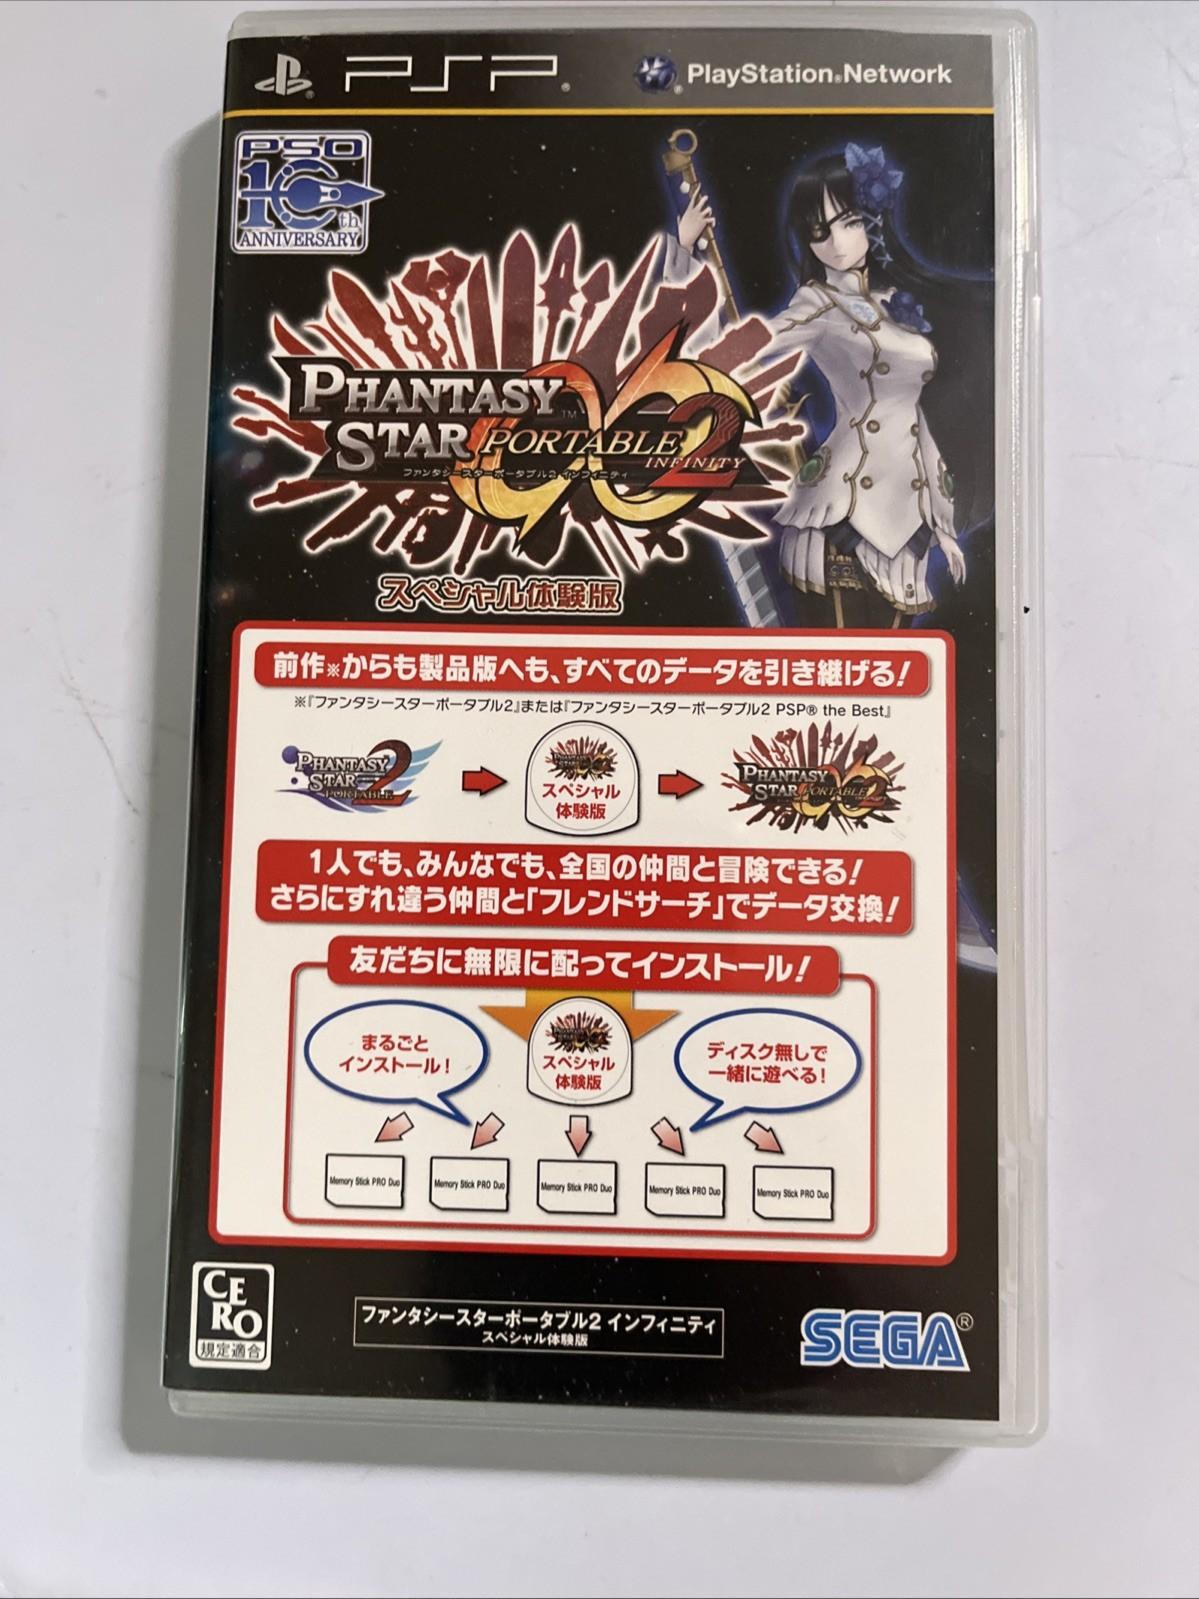 PSP®
PlayStation®Network
PSO
10th
ANNIVERSARY
PHANTASY
STAR PORTABLE 2
™
INFINITY
ファンタシースターポータブル2 インフィニティ
スペシャル体験版
前作※からも製品版へも、すべてのデータを引き継げる!
※『ファンタシースターポータブル2』または『ファンタシースターポータブル2 PSP® the Best』
PHANTASY
STAR
PORTABLE 2
スペシャル
体験版
PHANTASY
STAR PORTABLE 2
1人でも、みんなでも、全国の仲間と冒険できる!
さらにすれ違う仲間と「フレンドサーチ」でデータ交換!
友だちに無限に配ってインストール!
まるごと
インストール!
スペシャル
体験版
ディスク無しで
一緒に遊べる!
Memory Stick PRO Duo
Memory Stick PRO Duo
Memory Stick PRO Duo
Memory Stick PRO Duo
Memory Stick PRO Duo
CERO
規定適合
ファンタシースターポータブル2 インフィニティ
スペシャル体験版
SEGA®